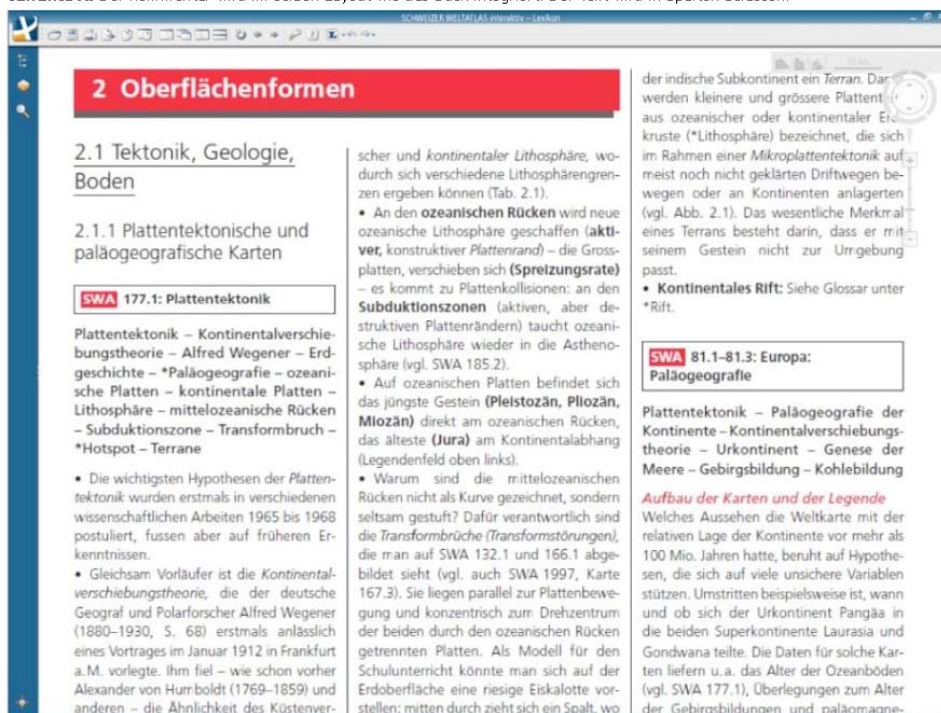 SCHWEIZER WELTATLAS interaktiv – Lexikon
2 Oberflächenformen
2.1 Tektonik, Geologie,
Boden
2.1.1 Plattentektonische und
paläogeografische Karten
SWA 177.1: Plattentektonik
Plattentektonik – Kontinentalverschie-
bungstheorie – Alfred Wegener – Erd-
geschichte – *Paläogeografie – ozeani-
sche Platten – kontinentale Platten –
Lithosphäre – mittelozeanische Rücken
– Subduktionszone – Transformbruch –
*Hotspot – Terrane
• Die wichtigsten Hypothesen der Platten-
tektonik wurden erstmals in verschiedenen
wissenschaftlichen Arbeiten 1965 bis 1968
postuliert, fussen aber auf früheren Er-
kenntnissen.
• Gleichsam Vorläufer ist die Kontinental-
verschiebungstheorie, die der deutsche
Geograf und Polarforscher Alfred Wegener
(1880–1930, S. 68) erstmals anlässlich
eines Vortrages im Januar 1912 in Frankfurt
a.M. vorlegte. Ihm fiel – wie schon vorher
Alexander von Humboldt (1769–1859) und
anderen – die Ähnlichkeit des Küstenver-
scher und kontinentaler Lithosphäre, wo-
durch sich verschiedene Lithosphärengren-
zen ergeben können (Tab. 2.1).
• An den ozeanischen Rücken wird neue
ozeanische Lithosphäre geschaffen (akti-
ver, konstruktiver Plattenrand) – die Gross-
platten, verschieben sich (Spreizungsrate)
– es kommt zu Plattenkollisionen: an den
Subduktionszonen (aktiven, aber de-
struktiven Plattenrändern) taucht ozeani-
sche Lithosphäre wieder in die Astheno-
sphäre (vgl. SWA 185.2).
• Auf ozeanischen Platten befindet sich
das jüngste Gestein (Pleistozän, Pliozän,
Miozän) direkt am ozeanischen Rücken,
das älteste (Jura) am Kontinentalabhang
(Legendenfeld oben links).
• Warum sind die mittelozeanischen
Rücken nicht als Kurve gezeichnet, sondern
seltsam gestuft? Dafür verantwortlich sind
die Transformbrüche (Transformstörungen),
die man auf SWA 132.1 und 166.1 abge-
bildet sieht (vgl. auch SWA 1997, Karte
167.3). Sie liegen parallel zur Plattenbewe-
gung und konzentrisch zum Drehzentrum
der beiden durch den ozeanischen Rücken
getrennten Platten. Als Modell für den
Schulunterricht könnte man sich auf der
Erdoberfläche eine riesige Eiskalotte vor-
stellen: mitten durch zieht sich ein Spalt, wo
der indische Subkontinent ein Terran.
werden kleinere und grössere
aus ozeanischer oder kontinentaler
kruste (*Lithosphäre) bezeichnet, die sich
im Rahmen einer Mikroplattentektonik auf
meist noch nicht geklärten Driftwegen be-
wegen oder an Kontinenten anlagerten
(vgl. Abb. 2.1). Das wesentliche Merkmal
eines Terrans besteht darin, dass er mit
seinem Gestein nicht zur Umgebung
passt.
• Kontinentales Rift: Siehe Glossar unter
*Rift.
SWA 81.1–81.3: Europa:
Paläogeografie
Plattentektonik – Paläogeografie der
Kontinente – Kontinentalverschiebungs-
theorie – Urkontinent – Genese der
Meere – Gebirgsbildung – Kohlebildung
Aufbau der Karten und der Legende
Welches Aussehen die Weltkarte mit der
relativen Lage der Kontinente vor mehr als
100 Mio. Jahren hatte, beruht auf Hypothe-
sen, die sich auf viele unsichere Variablen
stützen. Umstritten beispielsweise ist, wann
und ob sich der Urkontinent Pangäa in
die beiden Superkontinente Laurasia und
Gondwana teilte. Die Daten für solche Kar-
ten liefern u.a. das Alter der Ozeanböden
(vgl. SWA 177.1), Überlegungen zum Alter
der Gebirgsbildungen und paläomagne-